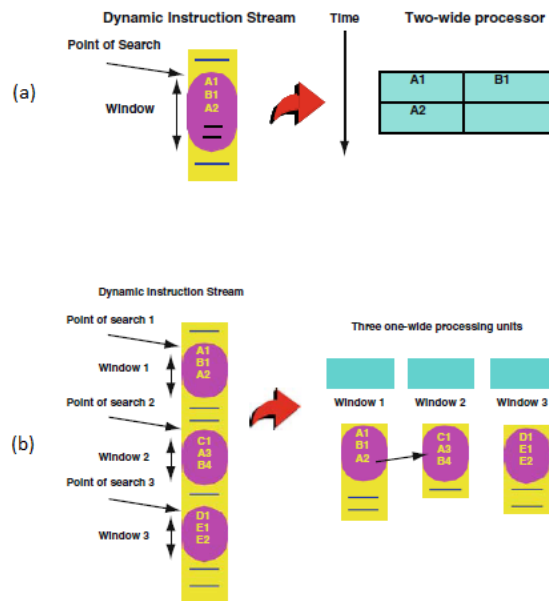 Dynamic Instruction Stream
Time
Two-wide processor
Point of Search
(a)
Window
A1
B1
A2
A1 B1
A2
Dynamic Instruction Stream
Point of search 1
Three one-wide processing units
Window 1
A1
B1
A2
Point of search 2
(b)
Window 2
C1
A3
B4
Point of search 3
Window 3
D1
E1
E2
Window 1 Window 2 Window 3
A1
B1
A2
C1
A3
B4
D1
E1
E2